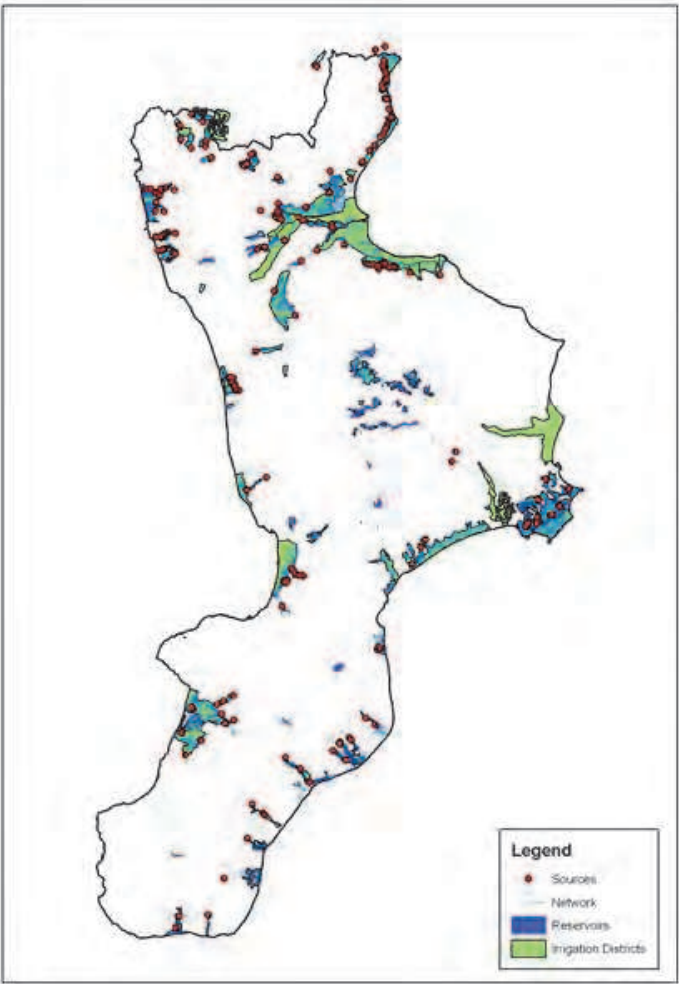 Legend
Sources
Network
Reservoirs
Irrigation Districts